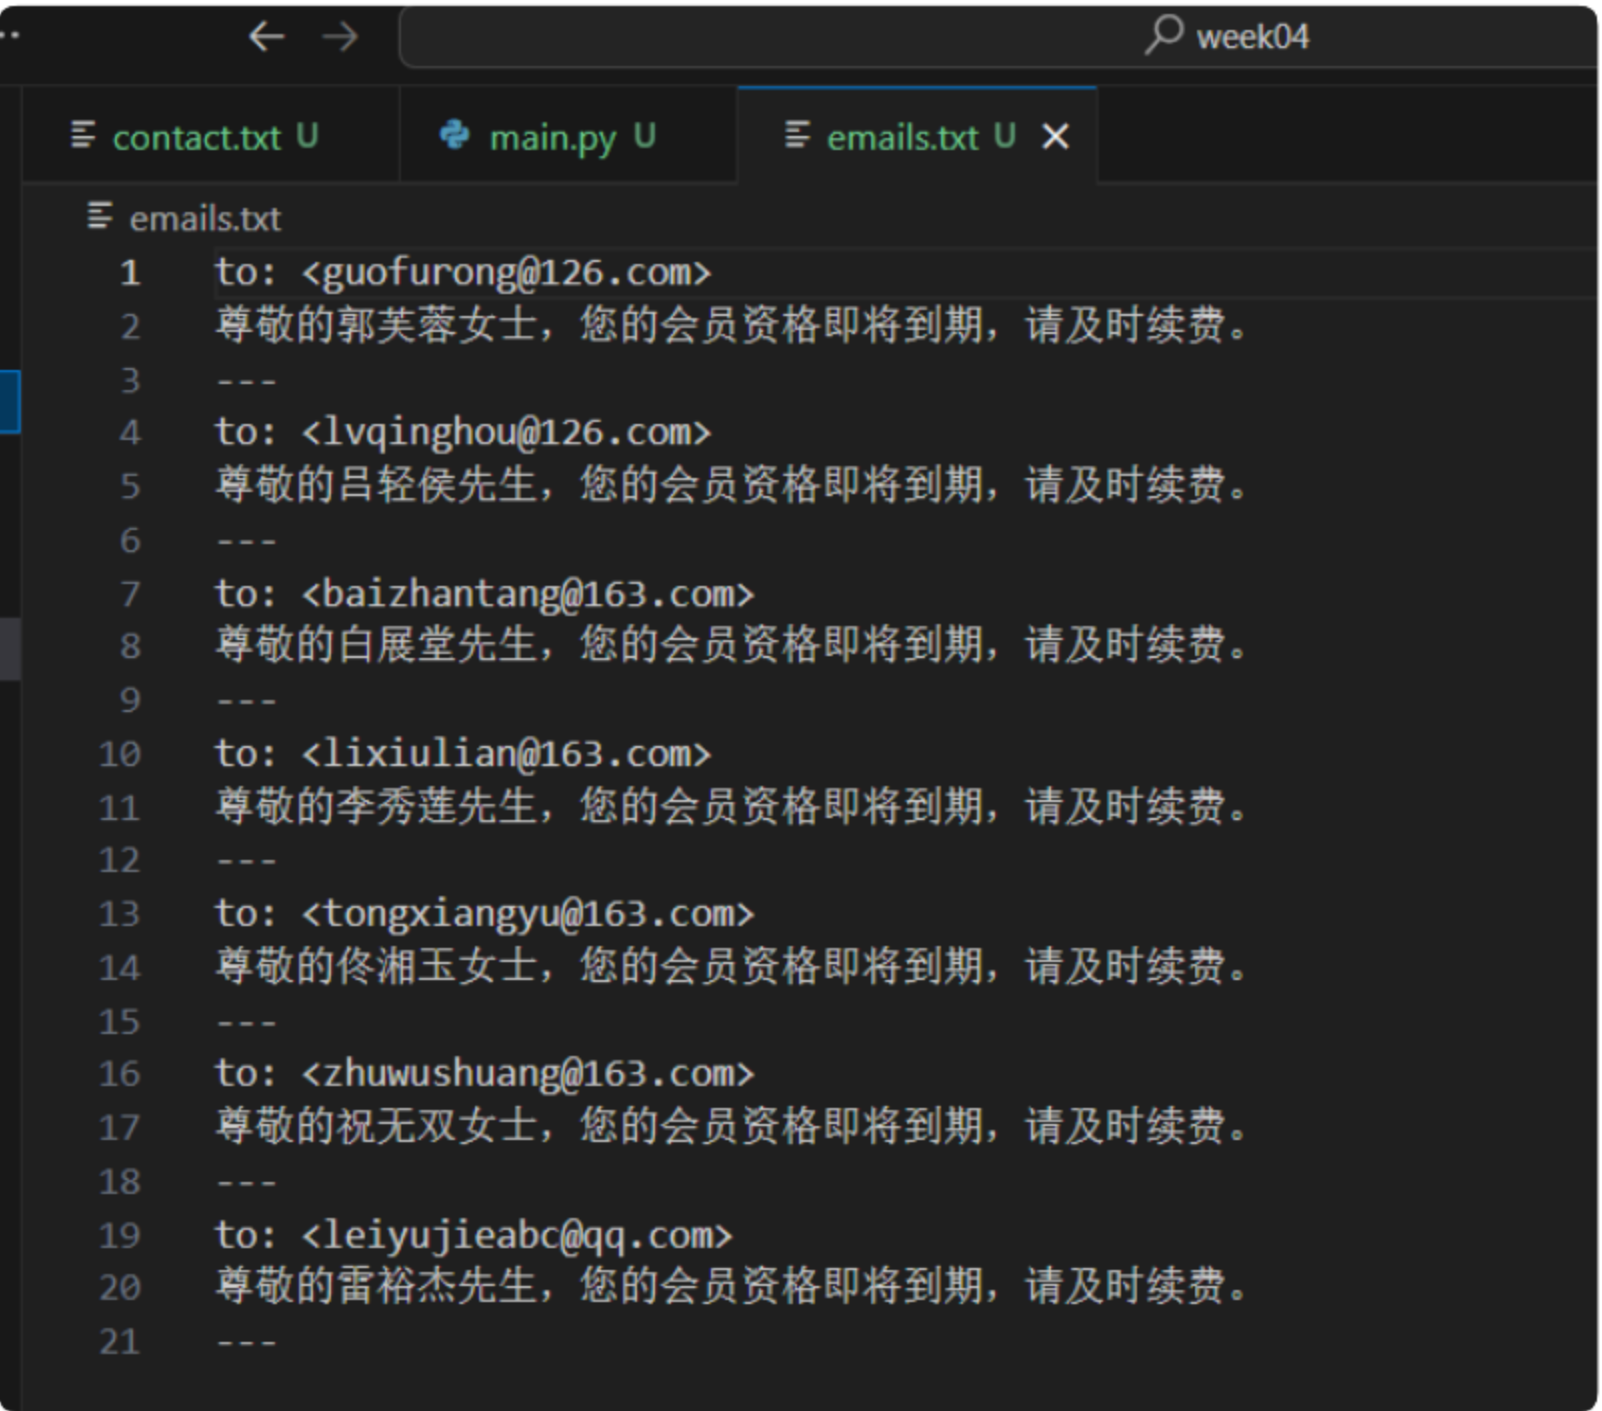 week04
contact.txt U main.py U emails.txt U
emails.txt
1 to: <guofurong@126.com>
2 尊敬的郭芙蓉女士，您的会员资格即将到期，请及时续费。
3 ---
4 to: <lvqinghou@126.com>
5 尊敬的吕轻侯先生，您的会员资格即将到期，请及时续费。
6 ---
7 to: <baizhantang@163.com>
8 尊敬的白展堂先生，您的会员资格即将到期，请及时续费。
9 ---
10 to: <lixiulian@163.com>
11 尊敬的李秀莲先生，您的会员资格即将到期，请及时续费。
12 ---
13 to: <tongxiangyu@163.com>
14 尊敬的佟湘玉女士，您的会员资格即将到期，请及时续费。
15 ---
16 to: <zhuwushuang@163.com>
17 尊敬的祝无双女士，您的会员资格即将到期，请及时续费。
18 ---
19 to: <leiyujieabc@qq.com>
20 尊敬的雷裕杰先生，您的会员资格即将到期，请及时续费。
21 ---